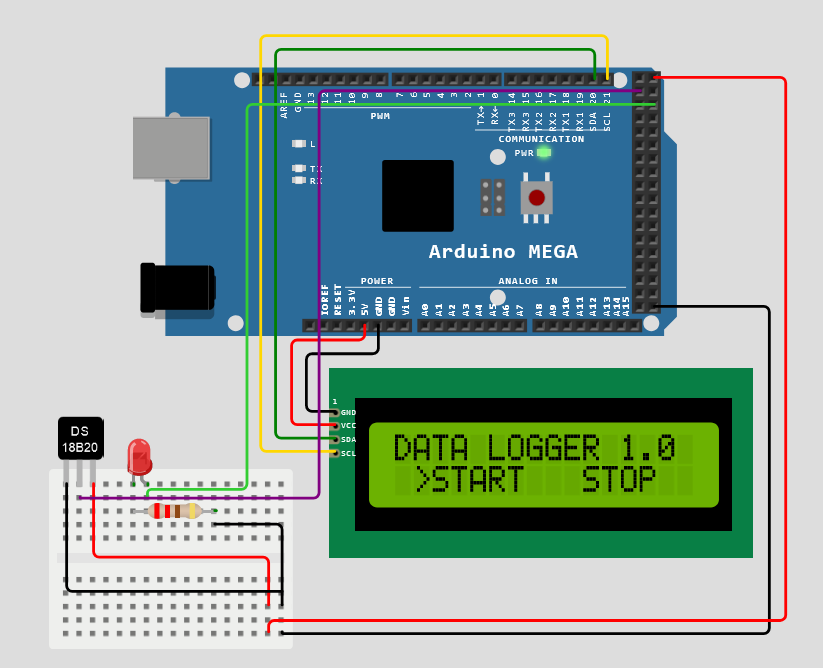 AREF
GND
13
12
11
10
9
8
7
6
5
4
3
2
1
0
PWM
TX→
RX←
TX3 14
RX3 15
TX2 16
RX2 17
TX1 18
RX1 19
SDA 20
SCL 21
COMMUNICATION
PWR
L
TX
RX
Arduino MEGA
POWER
ANALOG IN
IOREF
RESET
3.3V
5V
GND
GND
Vin
A0
A1
A2
A3
A4
A5
A6
A7
A8
A9
A10
A11
A12
A13
A14
A15
1
GND
VCC
SDA
SCL
DATA LOGGER 1.0
>START STOP
DS
18B20